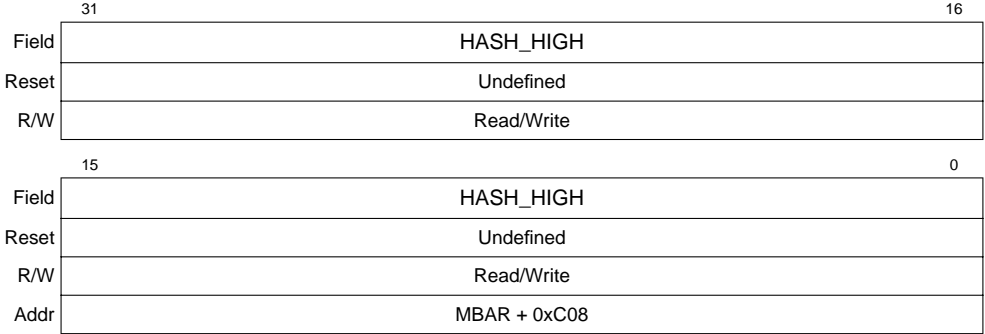 31 16
Field HASH_HIGH
Reset Undefined
R/W Read/Write
15 0
Field HASH_HIGH
Reset Undefined
R/W Read/Write
Addr MBAR + 0xC08